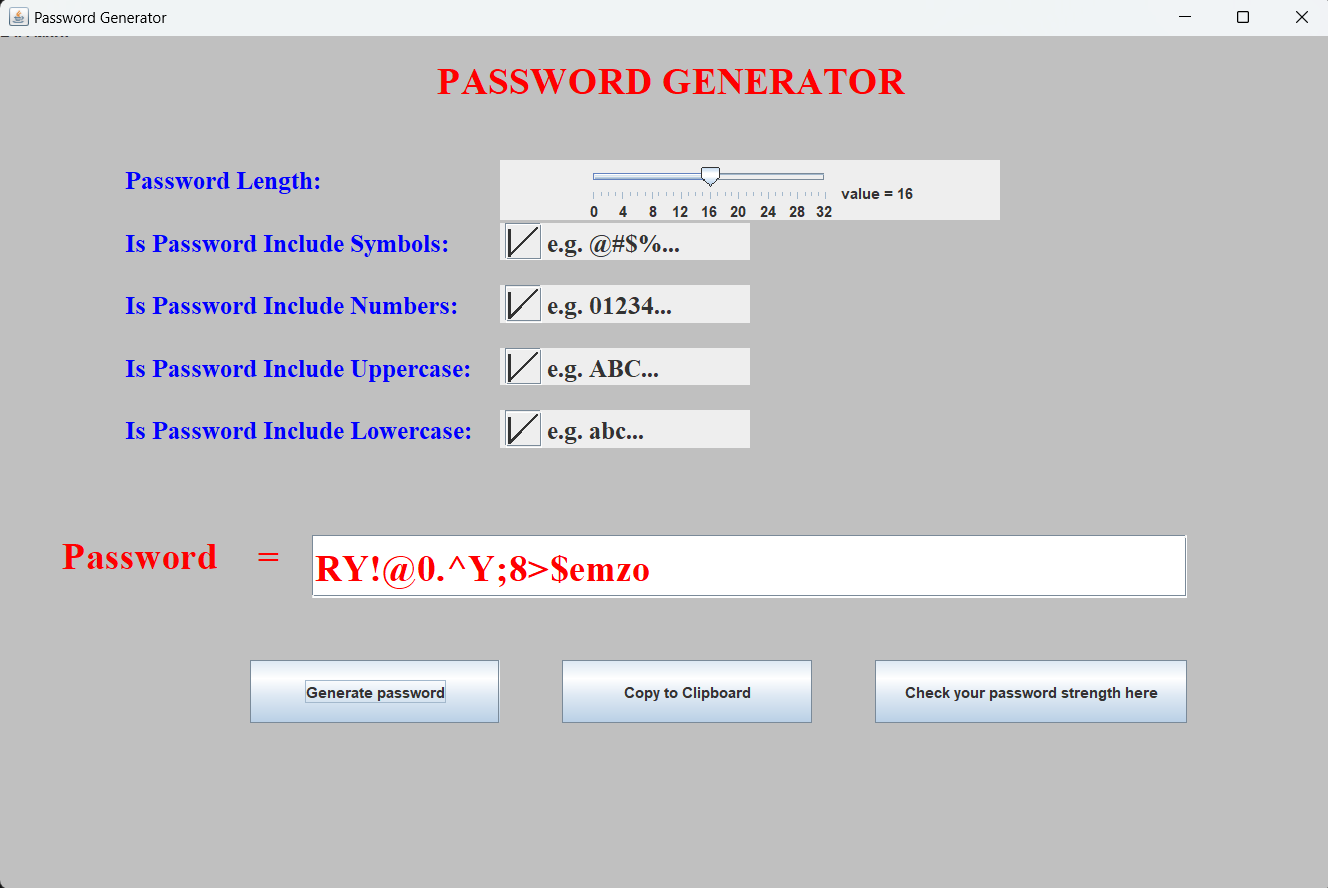 Password Generator
PASSWORD GENERATOR
Password Length:
value = 16
0 4 8 12 16 20 24 28 32
Is Password Include Symbols: e.g. @#$%...
Is Password Include Numbers: e.g. 01234...
Is Password Include Uppercase: e.g. ABC...
Is Password Include Lowercase: e.g. abc...
Password = RY!@0.^Y;8>$emzo
Generate password Copy to Clipboard Check your password strength here